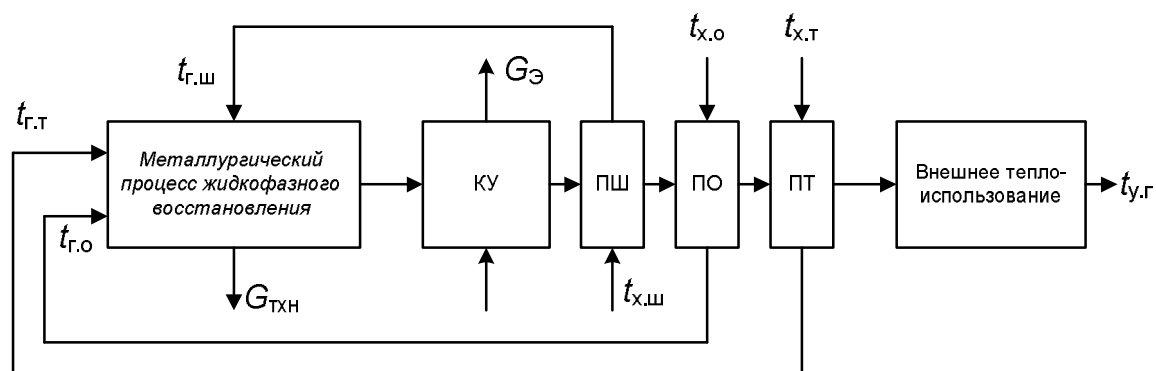 tх.о
tх.т
tг.ш
Gэ
tг.т
Металлургический
процесс жидкофазного
восстановления
КУ
ПШ
ПО
ПТ
Внешнее тепло-
использование
tу.г
tг.о
Gтхн
tх.ш